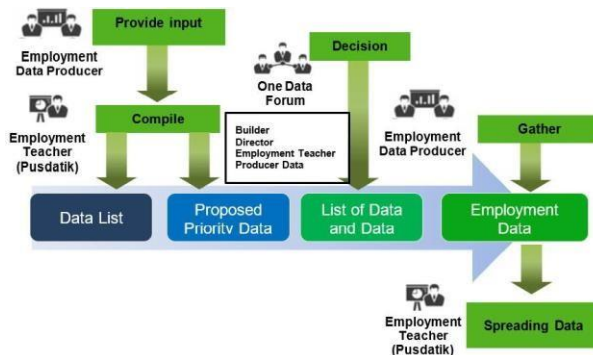 Provide input
Employment
Data Producer
Decision
One Data
Forum
Employment
Teacher
(Pusdatik)
Compile
Builder
Director
Employment Teacher
Producer Data
Employment
Data Producer
Gather
Data List
Proposed
Priority Data
List of Data
and Data
Employment
Data
Employment
Teacher
(Pusdatik)
Spreading Data